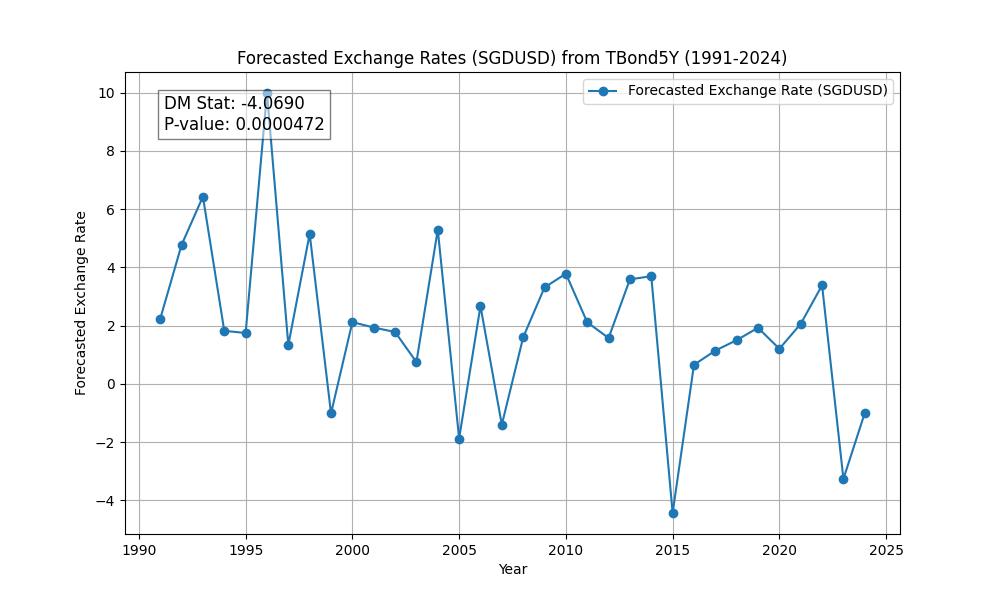 Forecasted Exchange Rates (SGDUSD) from TBond5Y (1991-2024)
DM Stat: -4.0690
P-value: 0.0000472
Forecasted Exchange Rate (SGDUSD)
Forecasted Exchange Rate
10
8
6
4
2
0
−2
−4
1990 1995 2000 2005 2010 2015 2020 2025
Year